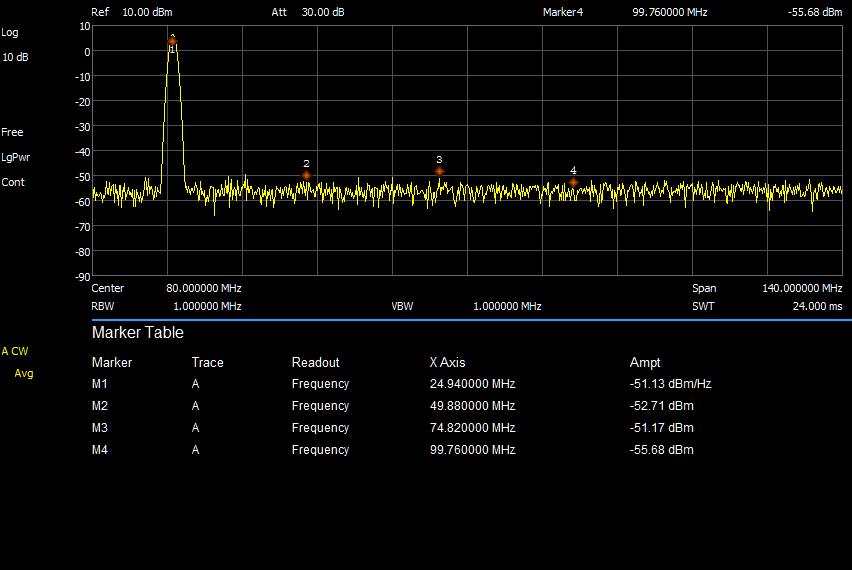 Ref 10.00 dBm Att 30.00 dB Marker4 99.760000 MHz -55.68 dBm
Log
10 dB
Free
LgPwr
Cont
10
0
-10
-20
-30
-40
-50
-60
-70
-80
-90
1
2
3
4
Center 80.000000 MHz Span 140.000000 MHz
RBW 1.000000 MHz VBW 1.000000 MHz SWT 24.000 ms
A CW
Avg
Marker Table
Marker Trace Readout X Axis Ampt
M1 A Frequency 24.940000 MHz -51.13 dBm/Hz
M2 A Frequency 49.880000 MHz -52.71 dBm
M3 A Frequency 74.820000 MHz -51.17 dBm
M4 A Frequency 99.760000 MHz -55.68 dBm